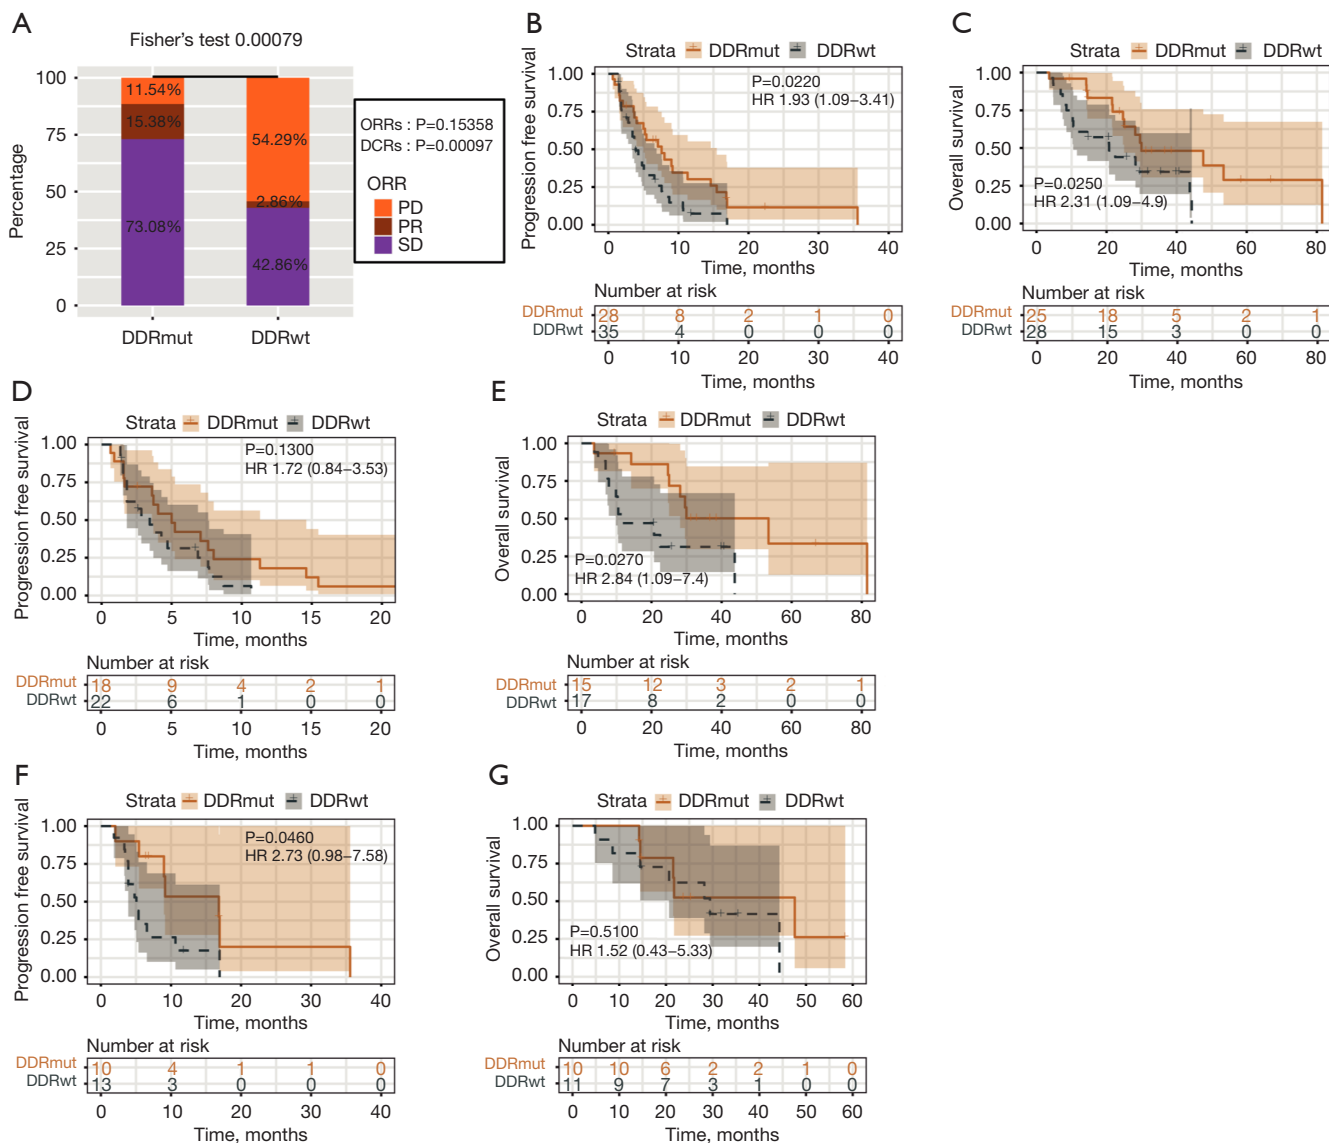 A
Fisher's test 0.00079
Percentage
100
75
50
25
0
11.54%
15.38%
73.08%
54.29%
2.86%
42.86%
DDRmut DDRwt
ORRs : P=0.15358
DCRs : P=0.00097
ORR
PD
PR
SD
B
Strata DDRmut DDRwt
Progression free survival
1.00
0.75
0.50
0.25
0.00
P=0.0220
HR 1.93 (1.09−3.41)
0 10 20 30 40
Time, months
Number at risk
DDRmut 28 8 2 1 0
DDRwt 35 4 0 0 0
0 10 20 30 40
Time, months
C
Strata DDRmut DDRwt
Overall survival
1.00
0.75
0.50
0.25
0.00
P=0.0250
HR 2.31 (1.09−4.9)
0 20 40 60 80
Time, months
Number at risk
DDRmut 25 18 5 2 1
DDRwt 28 15 3 0 0
0 20 40 60 80
Time, months
D
Strata DDRmut DDRwt
Progression free survival
1.00
0.75
0.50
0.25
0.00
P=0.1300
HR 1.72 (0.84−3.53)
0 5 10 15 20
Time, months
Number at risk
DDRmut 18 9 4 2 1
DDRwt 22 6 1 0 0
0 5 10 15 20
Time, months
E
Strata DDRmut DDRwt
Overall survival
1.00
0.75
0.50
0.25
0.00
P=0.0270
HR 2.84 (1.09−7.4)
0 20 40 60 80
Time, months
Number at risk
DDRmut 15 12 3 2 1
DDRwt 17 8 2 0 0
0 20 40 60 80
Time, months
F
Strata DDRmut DDRwt
Progression free survival
1.00
0.75
0.50
0.25
0.00
P=0.0460
HR 2.73 (0.98−7.58)
0 10 20 30 40
Time, months
Number at risk
DDRmut 10 4 1 1 0
DDRwt 13 3 0 0 0
0 10 20 30 40
Time, months
G
Strata DDRmut DDRwt
Overall survival
1.00
0.75
0.50
0.25
0.00
P=0.5100
HR 1.52 (0.43−5.33)
0 10 20 30 40 50 60
Time, months
Number at risk
DDRmut 10 10 6 2 2 1 0
DDRwt 11 9 7 3 1 0 0
0 10 20 30 40 50 60
Time, months